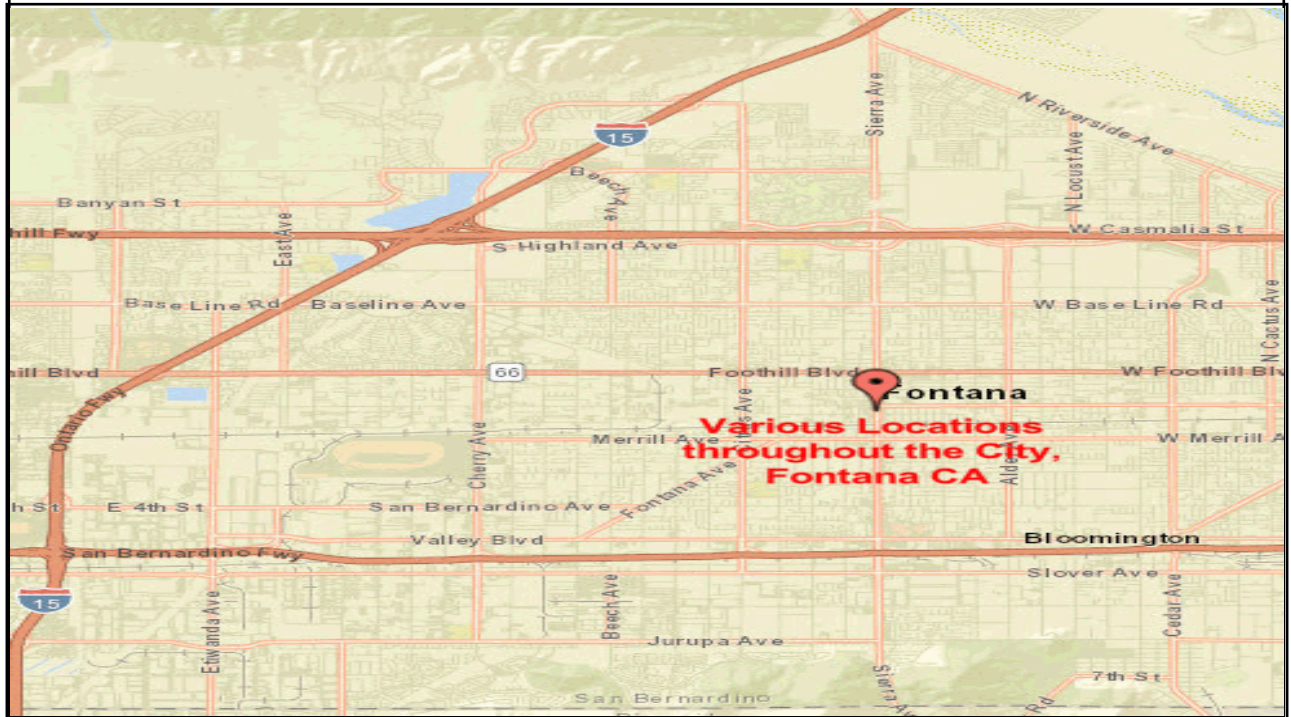 Sierra Ave
N Riverside Ave
15
N Locust Ave
Beech Ave
Banyan St
hill Fwy
East Ave
S Highland Ave
W Casmalia St
Base Line Rd
Baseline Ave
W Base Line Rd
N Cactus Ave
ill Blvd
66
Foothill Blvd
W Foothill Blv
Fontana
Ontario Fwy
Various Locations
throughout the City,
Fontana CA
Merrill Ave
W Merrill A
Cherry Ave
Fontana Ave
h St
E 4th St
San Bernardino Ave
Valley Blvd
Bloomington
San Bernardino Fwy
Slover Ave
15
Etiwanda Ave
Beech Ave
Cedar Ave
Jurupa Ave
7th St
San Bernardino